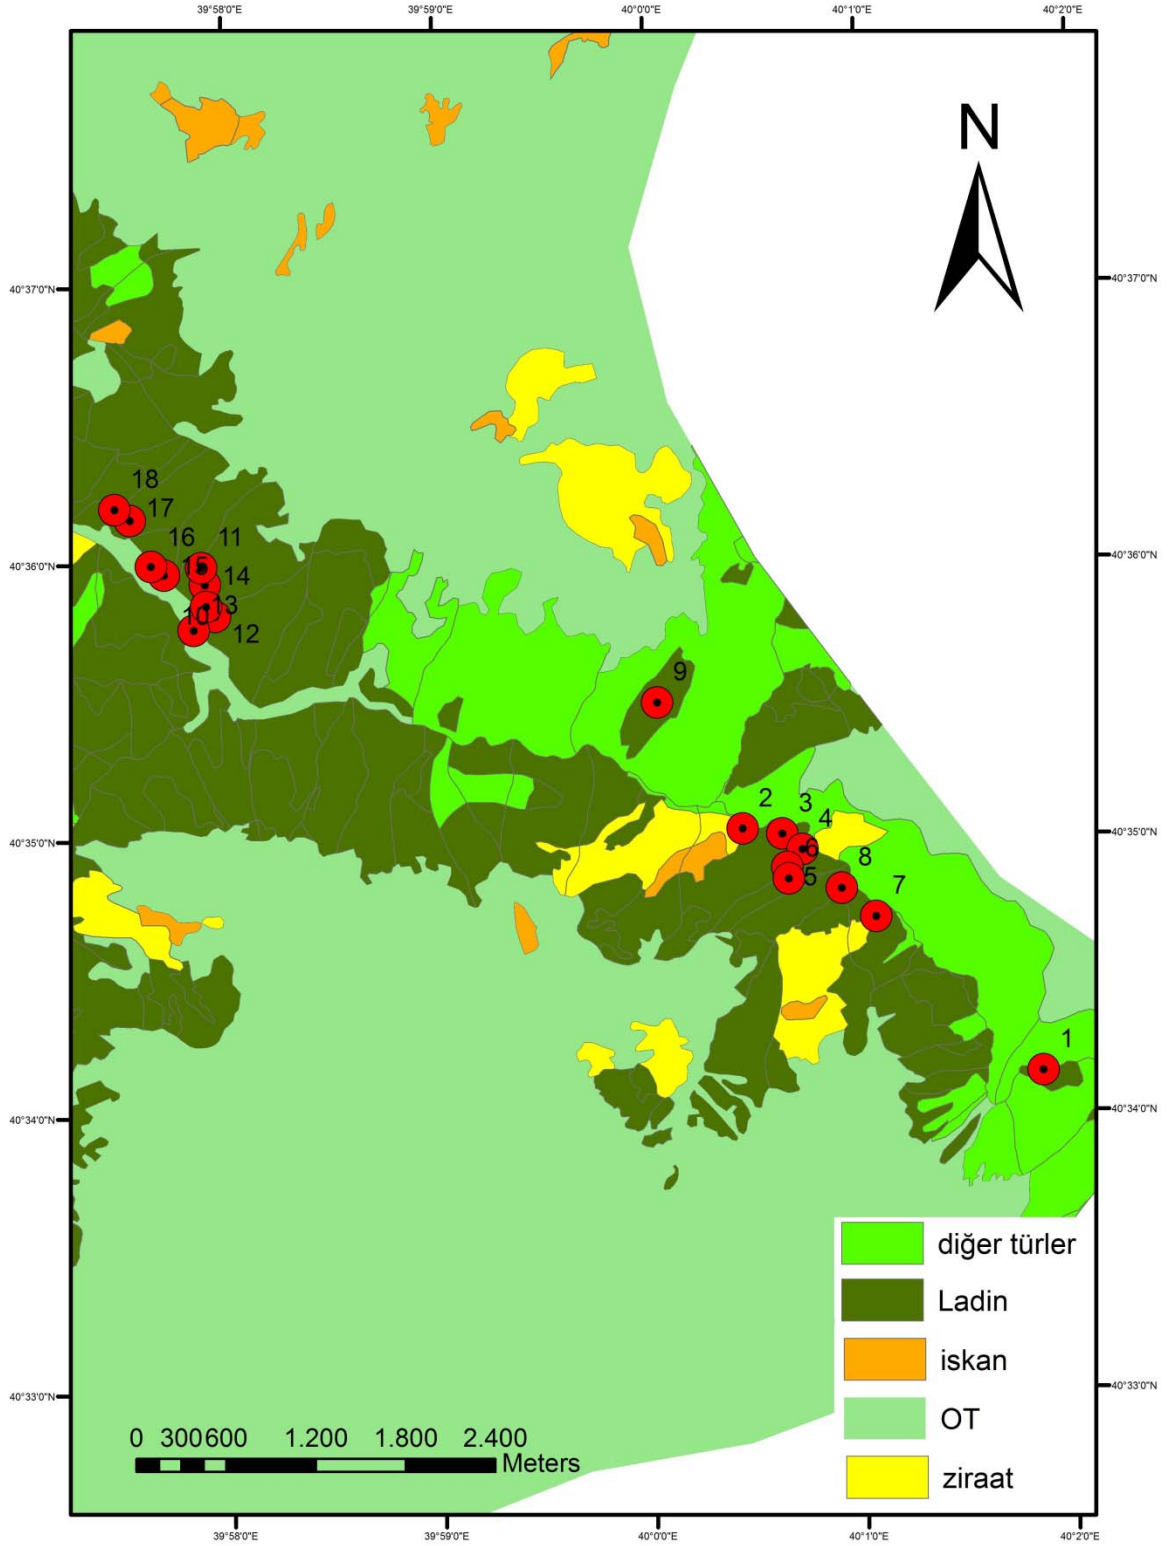 39°58'0"E 39°59'0"E 40°0'0"E 40°1'0"E 40°2'0"E
N
40°37'0"N 40°37'0"N
18
17
16 11
40°36'0"N 15 14 40°36'0"N
13
10
12
9
2 3
4
40°35'0"N 6 40°35'0"N
8
5 7
1
40°34'0"N 40°34'0"N
diğer türler
Ladin
iskan
40°33'0"N 40°33'0"N
OT
0 300 600 1.200 1.800 2.400
Meters
ziraat
39°58'0"E 39°59'0"E 40°0'0"E 40°1'0"E 40°2'0"E